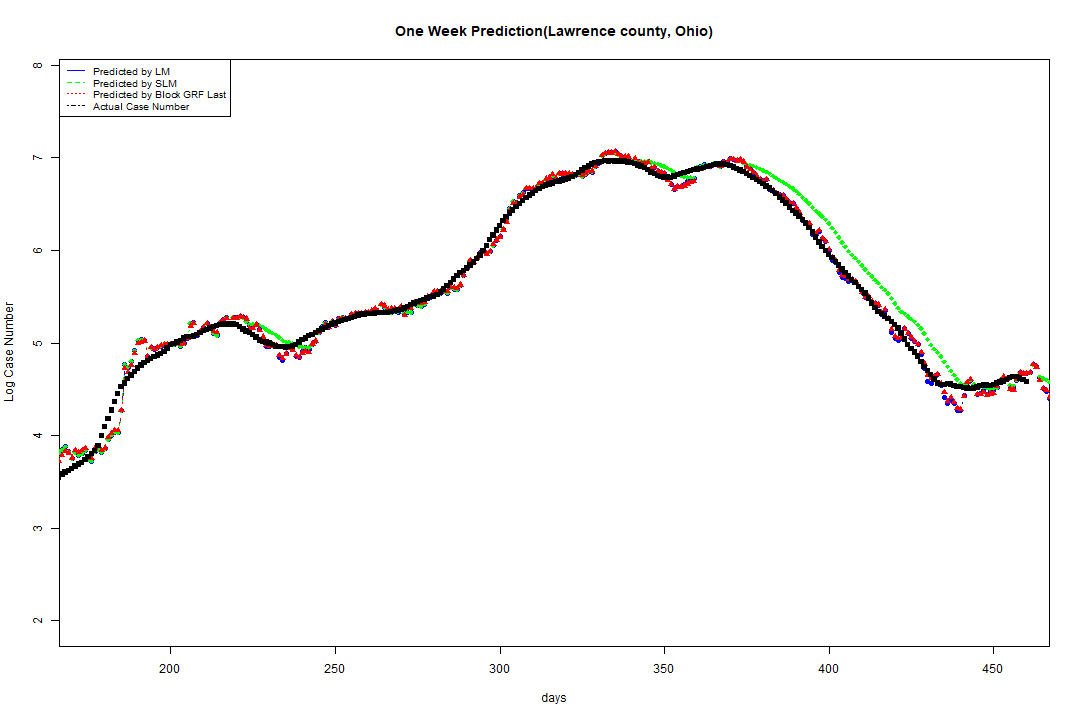 One Week Prediction(Lawrence county, Ohio)
Predicted by LM
Predicted by SLM
Predicted by Block GRF Last
Actual Case Number
8
7
6
5
4
3
2
Log Case Number
200 250 300 350 400 450
days